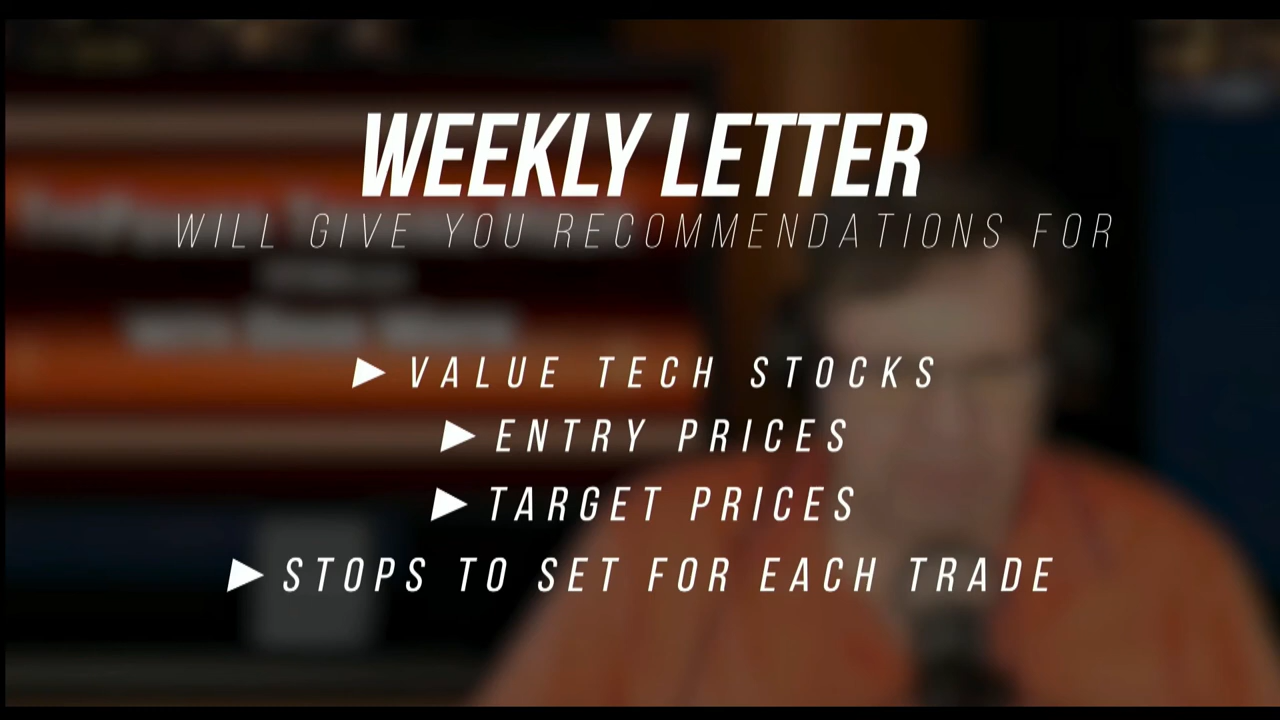 WEEKLY LETTER
WILL GIVE YOU RECOMMENDATIONS FOR
▶ VALUE TECH STOCKS
▶ ENTRY PRICES
▶ TARGET PRICES
▶ STOPS TO SET FOR EACH TRADE